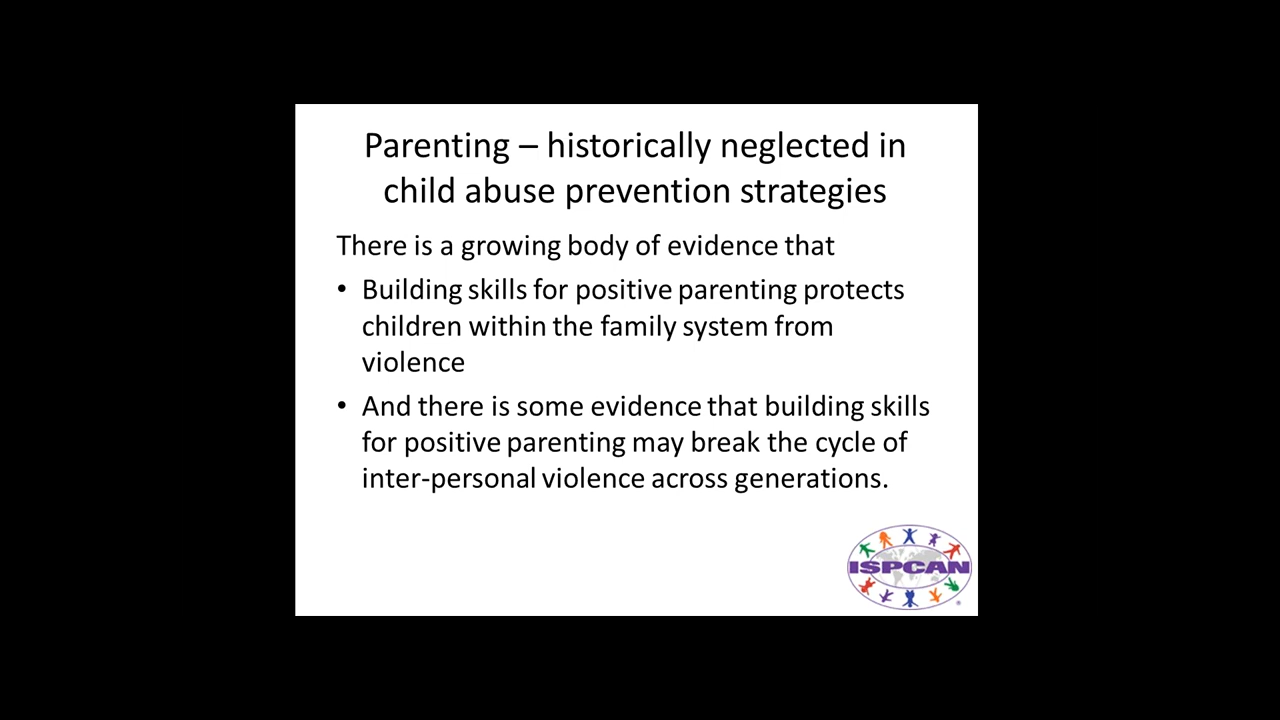 Parenting – historically neglected in
child abuse prevention strategies
There is a growing body of evidence that
• Building skills for positive parenting protects
children within the family system from
violence
• And there is some evidence that building skills
for positive parenting may break the cycle of
inter-personal violence across generations.
ISPCAN
®